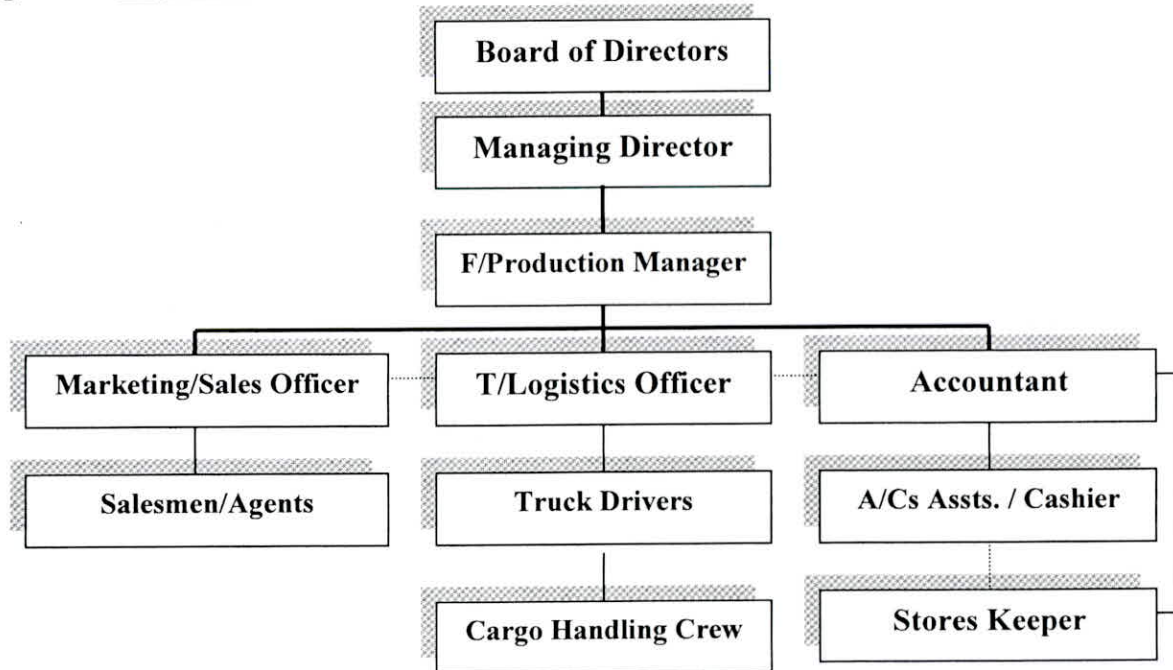 Board of Directors
Managing Director
F/Production Manager
Marketing/Sales Officer
T/Logistics Officer
Accountant
Salesmen/Agents
Truck Drivers
A/Cs Assts. / Cashier
Cargo Handling Crew
Stores Keeper